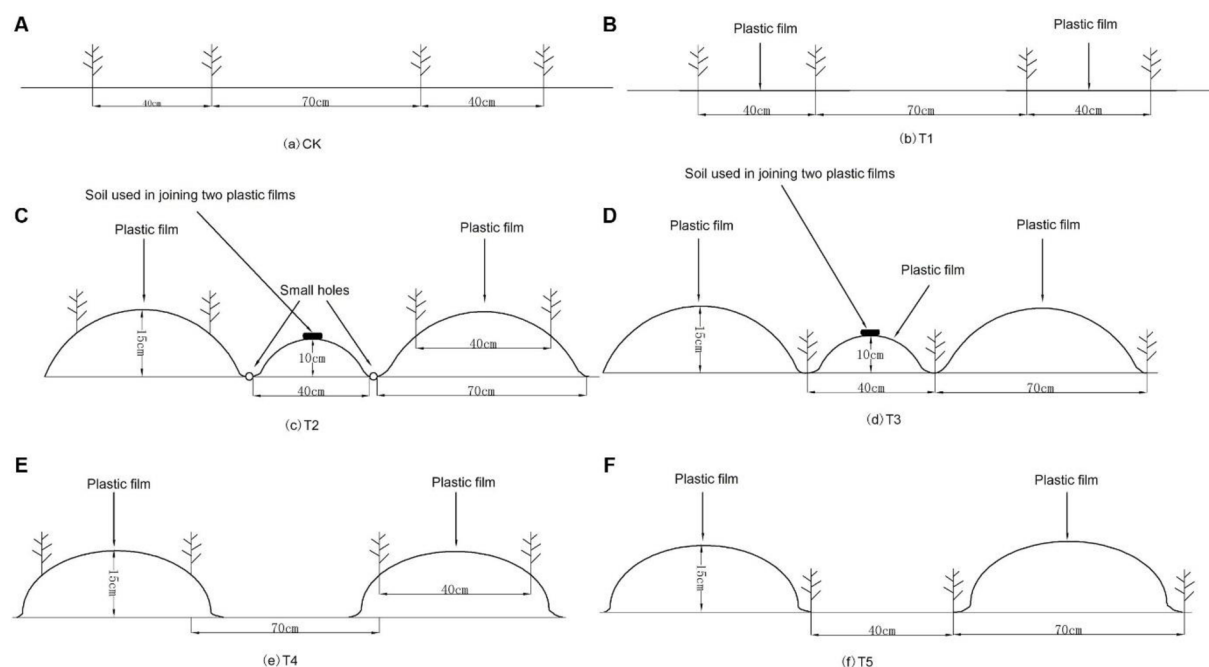 A
40cm
70cm
40cm
(a) CK
B
Plastic film
Plastic film
40cm
70cm
40cm
(b) T1
C
Soil used in joining two plastic films
Plastic film
Plastic film
Small holes
15cm
10cm
40cm
40cm
70cm
(c) T2
D
Soil used in joining two plastic films
Plastic film
Plastic film
Plastic film
15cm
10cm
40cm
70cm
(d) T3
E
Plastic film
Plastic film
15cm
40cm
70cm
(e) T4
F
Plastic film
Plastic film
15cm
40cm
70cm
(f) T5